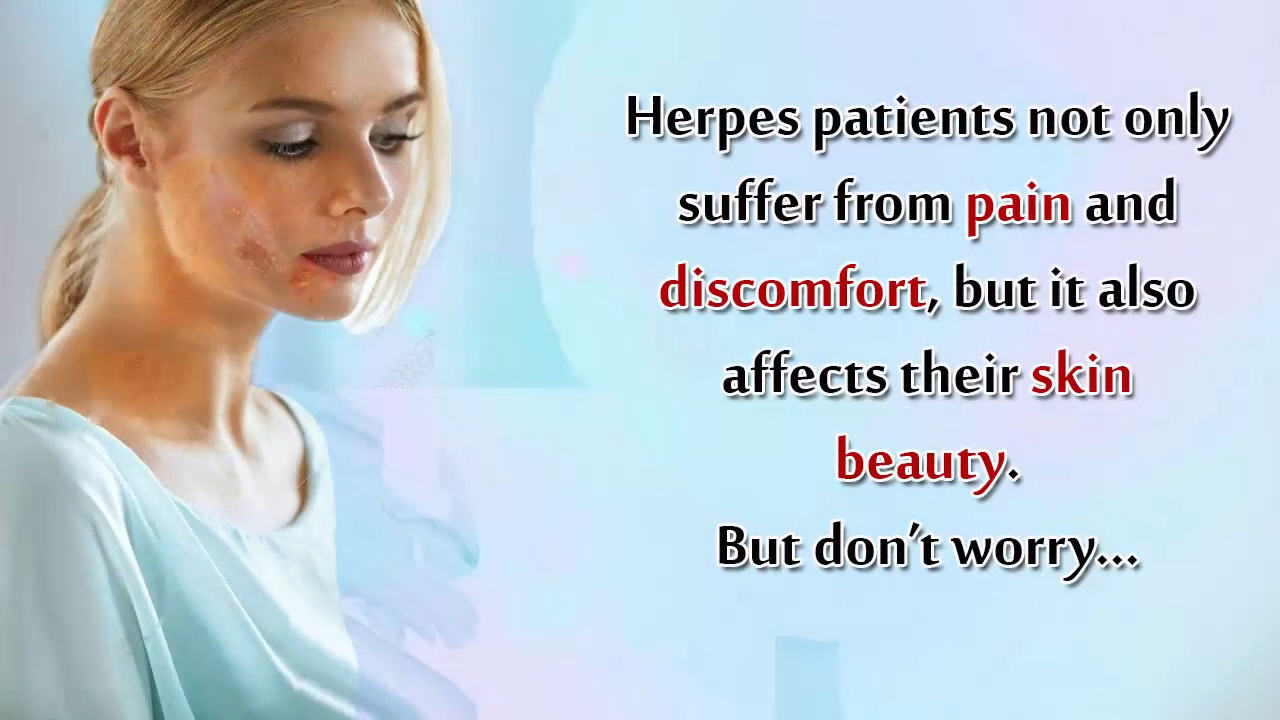 Herpes patients not only
suffer from pain and
discomfort, but it also
affects their skin
beauty.
But don't worry...